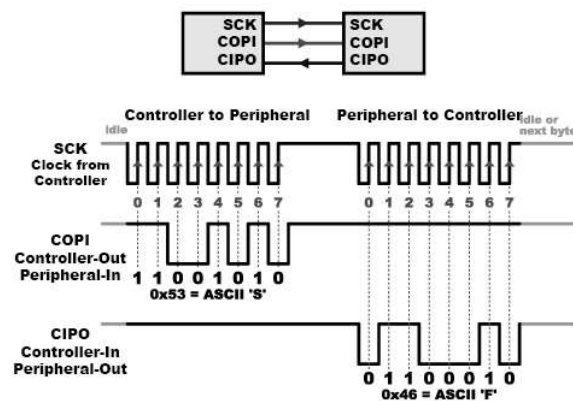 SCK SCK
COPI COPI
CIPO CIPO
Controller to Peripheral Peripheral to Controller
idle
idle or
next byte
SCK
Clock from
Controller
0 1 2 3 4 5 6 7 0 1 2 3 4 5 6 7
COPI
Controller-Out
Peripheral-In
1 1 0 0 1 0 1 0
0x53 = ASCII 'S'
CIPO
Controller-In
Peripheral-Out
0 1 1 0 0 0 1 0
0x46 = ASCII 'F'